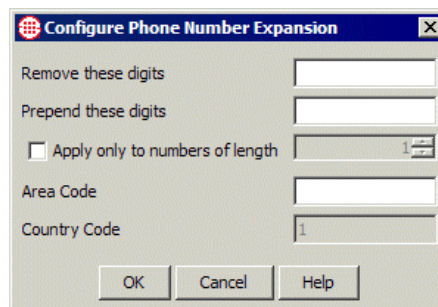 Configure Phone Number Expansion
Remove these digits
Prepend these digits
Apply only to numbers of length 1
Area Code
Country Code 1
OK Cancel Help